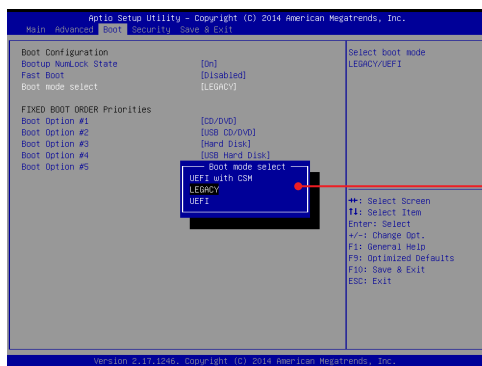 Aptio Setup Utility – Copyright (C) 2014 American Megatrends, Inc.
Main Advanced Boot Security Save & Exit
Boot Configuration
Bootup NumLock State [On]
Fast Boot [Disabled]
Boot mode select [LEGACY]
FIXED BOOT ORDER Priorities
Boot Option #1 [CD/DVD]
Boot Option #2 [USB CD/DVD]
Boot Option #3 [Hard Disk]
Boot Option #4 [USB Hard Disk]
Boot Option #5
Boot mode select
UEFI with CSM
LEGACY
UEFI
Select boot mode
LEGACY/UEFI
→←: Select Screen
↑↓: Select Item
Enter: Select
+/-: Change Opt.
F1: General Help
F9: Optimized Defaults
F10: Save & Exit
ESC: Exit
Version 2.17.1246. Copyright (C) 2014 American Megatrends, Inc.